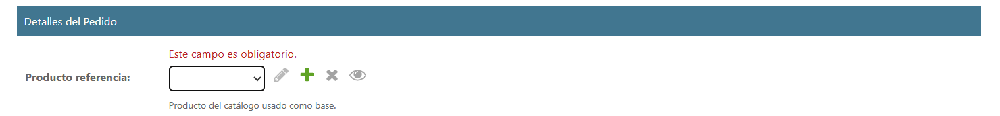 Detalles del Pedido
Este campo es obligatorio.
Producto referencia:
---------
Producto del catálogo usado como base.